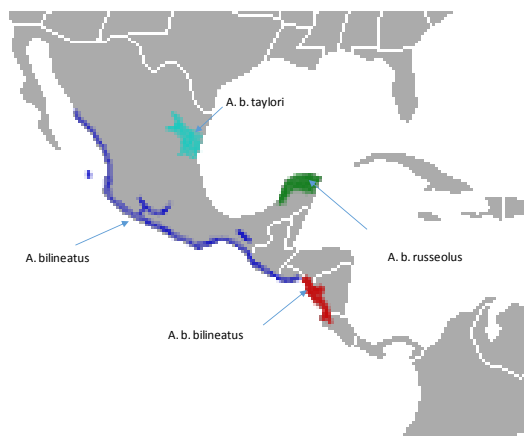 A. b. taylori
A. b. russeolus
A. bilineatus
A. b. bilineatus